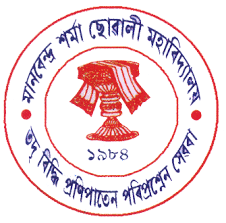 মানবেন্দ্ৰ শৰ্মা ছোৱালী মহাবিদ্যালয়
১৯৮৪
তদ্ বিদ্ধি প্ৰণিপাতেন পৰিপ্ৰশ্নেন সেৱয়া